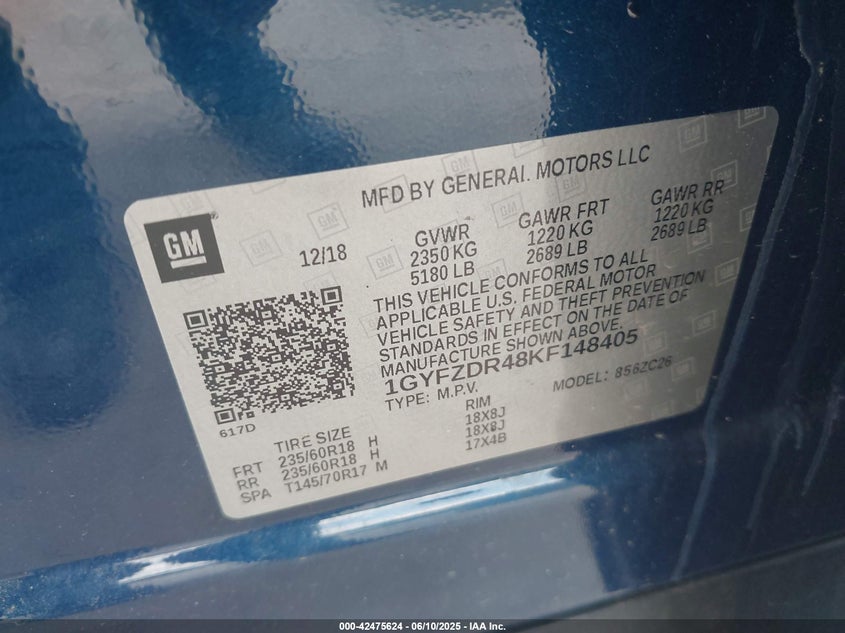 MFD BY GENERAL MOTORS LLC
GM
12/18
GVWR
2350 KG
5180 LB
GAWR FRT
1220 KG
2689 LB
GAWR RR
1220 KG
2689 LB
THIS VEHICLE CONFORMS TO ALL
APPLICABLE U.S. FEDERAL MOTOR
VEHICLE SAFETY AND THEFT PREVENTION
STANDARDS IN EFFECT ON THE DATE OF
MANUFACTURE SHOWN ABOVE.
1GYFZDR48KF148405
TYPE: M.P.V.
MODEL: 858ZC26
617D
TIRE SIZE
RIM
FRT 235/60R18 H 18X8J
RR 235/60R18 H 18X8J
SPA T145/70R17 M 17X4B
000-42475624 - 06/10/2025 - IAA Inc.